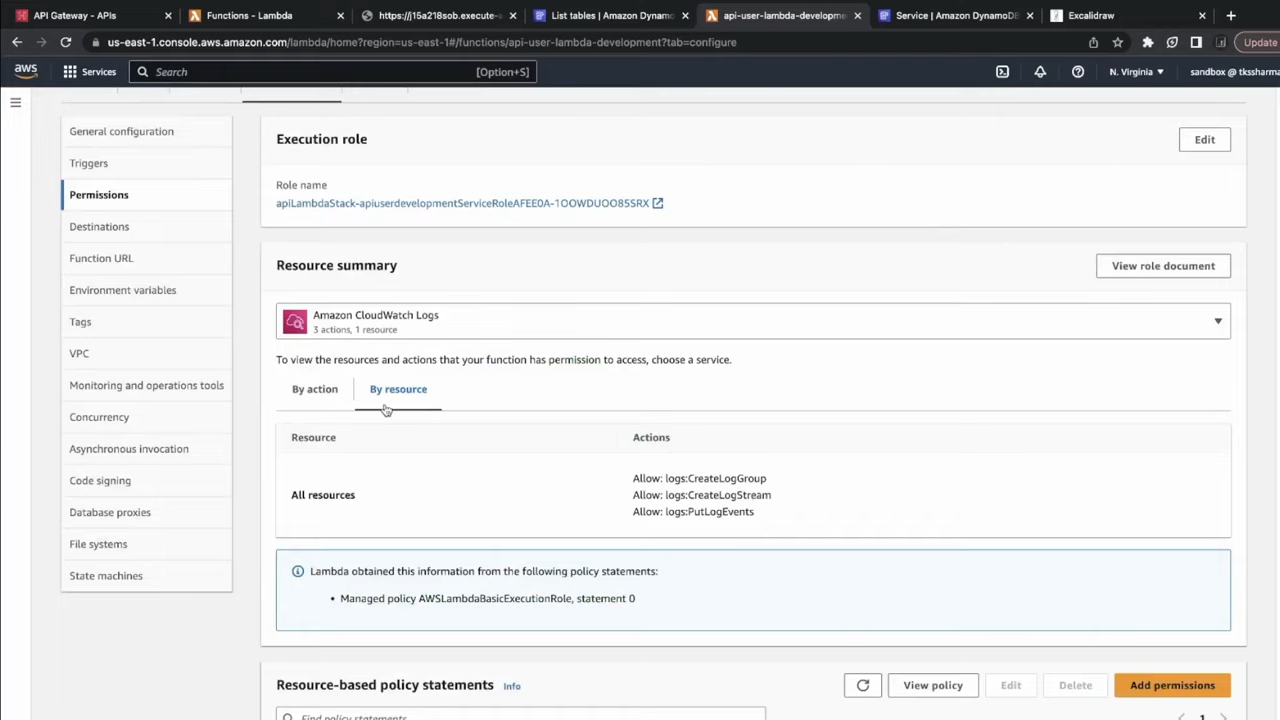 API Gateway - APIs
Functions - Lambda
https://j15a218sob.execute-a
List tables | Amazon Dynamo
api-user-lambda-developme
Service | Amazon DynamoDB
Excalidraw
us-east-1.console.aws.amazon.com/lambda/home?region=us-east-1#/functions/api-user-lambda-development?tab=configure
Update
aws
Services
Search
[Option+S]
N. Virginia
sandbox @ tkssharma
General configuration
Triggers
Permissions
Destinations
Function URL
Environment variables
Tags
VPC
Monitoring and operations tools
Concurrency
Asynchronous invocation
Code signing
Database proxies
File systems
State machines
Execution role
Edit
Role name
apiLambdaStack-apiuserdevelopmentServiceRoleAFEE0A-1OOWDUOO85SRX
Resource summary
View role document
Amazon CloudWatch Logs
3 actions, 1 resource
To view the resources and actions that your function has permission to access, choose a service.
By action
By resource
Resource
Actions
All resources
Allow: logs:CreateLogGroup
Allow: logs:CreateLogStream
Allow: logs:PutLogEvents
Lambda obtained this information from the following policy statements:
• Managed policy AWSLambdaBasicExecutionRole, statement 0
Resource-based policy statements
Info
View policy
Edit
Delete
Add permissions
Find policy statements
1